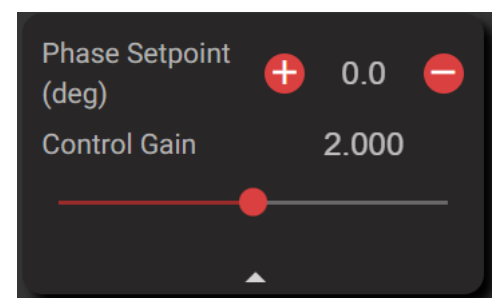 Phase Setpoint
(deg)
+ 0.0 −
Control Gain 2.000